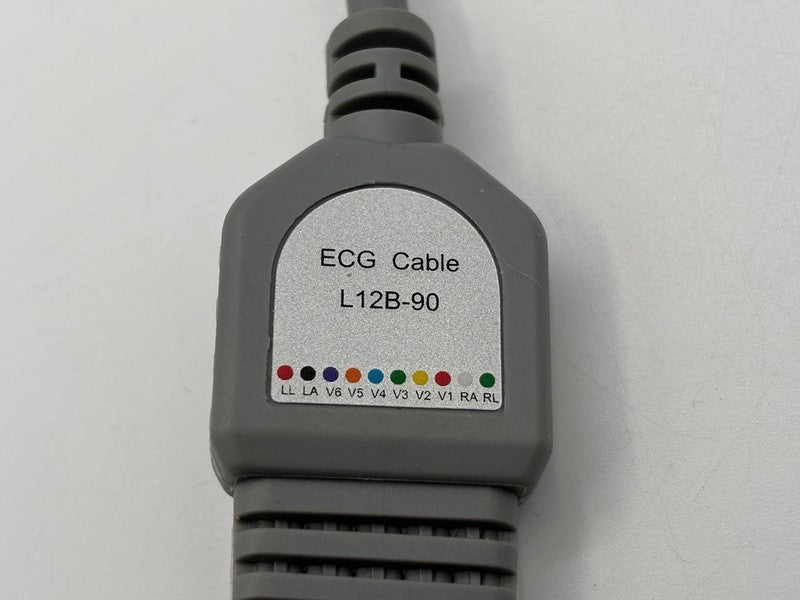 ECG Cable
L12B-90
LL LA V6 V5 V4 V3 V2 V1 RA RL